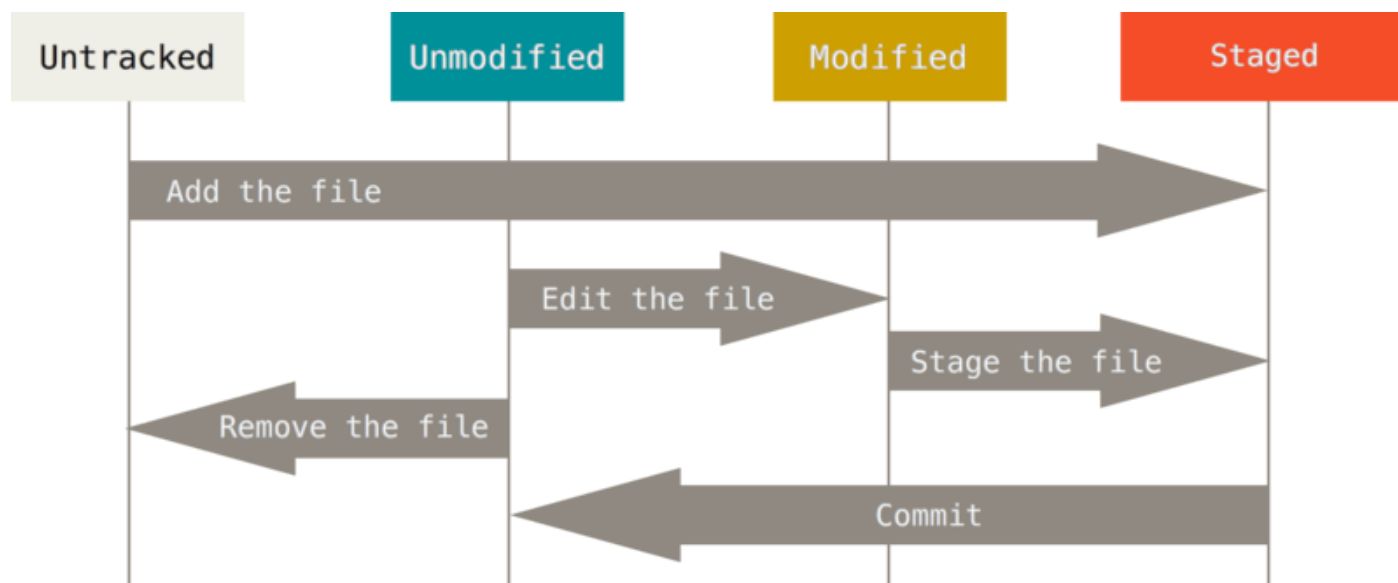 Untracked
Unmodified
Modified
Staged
Add the file
Edit the file
Stage the file
Remove the file
Commit